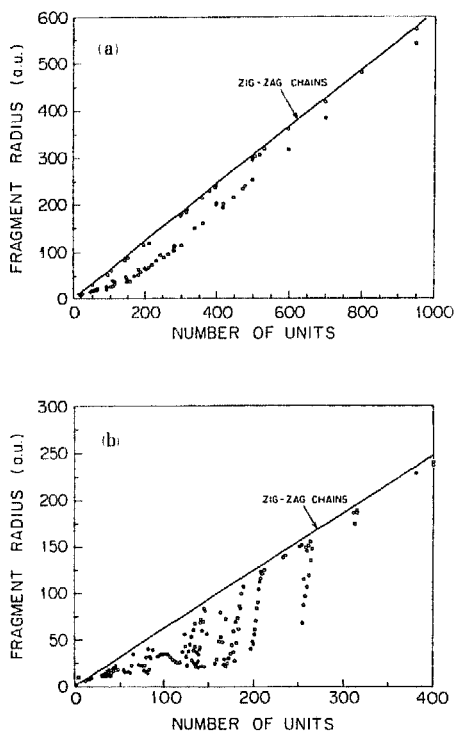 (a)
ZIG-ZAG CHAINS
FRAGMENT RADIUS (a.u.)
600
500
400
300
200
100
0
0 200 400 600 800 1000
NUMBER OF UNITS
(b)
ZIG-ZAG CHAINS
FRAGMENT RADIUS (a.u.)
300
250
200
150
100
50
0
0 100 200 300 400
NUMBER OF UNITS